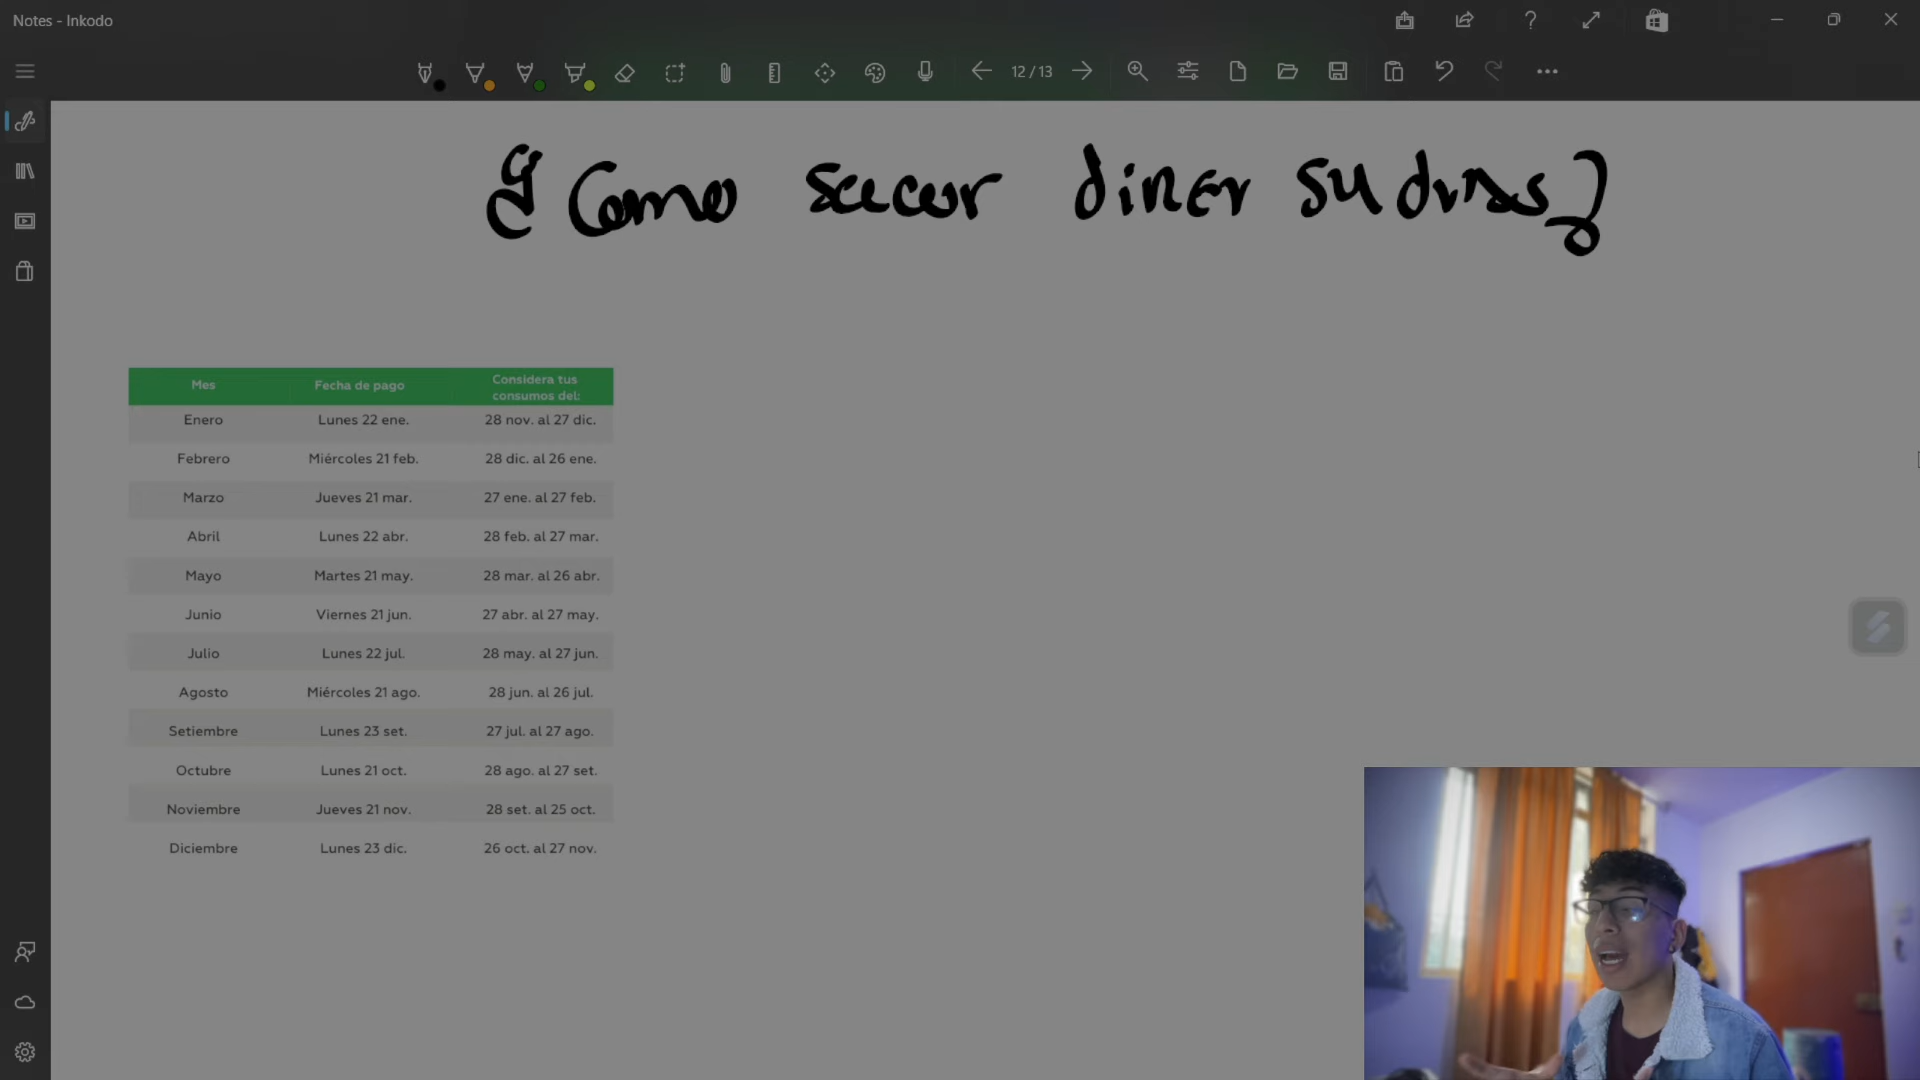 Notes - Inkodo
12 / 13
¿Como sacar diner
Mes Fecha de pago Considera tus consumos del:
Enero Lunes 22 ene. 28 nov. al 27 dic.
Febrero Miércoles 21 feb. 28 dic. al 26 ene.
Marzo Jueves 21 mar. 27 ene. al 27 feb.
Abril Lunes 22 abr. 28 feb. al 27 mar.
Mayo Martes 21 may. 28 mar. al 26 abr.
Junio Viernes 21 jun. 27 abr. al 27 may.
Julio Lunes 22 jul. 28 may. al 27 jun.
Agosto Miércoles 21 ago. 28 jun. al 26 jul.
Setiembre Lunes 23 set. 27 jul. al 27 ago.
Octubre Lunes 21 oct. 28 ago. al 27 set.
Noviembre Jueves 21 nov. 28 set. al 25 oct.
Diciembre Lunes 23 dic. 26 oct. al 27 nov.